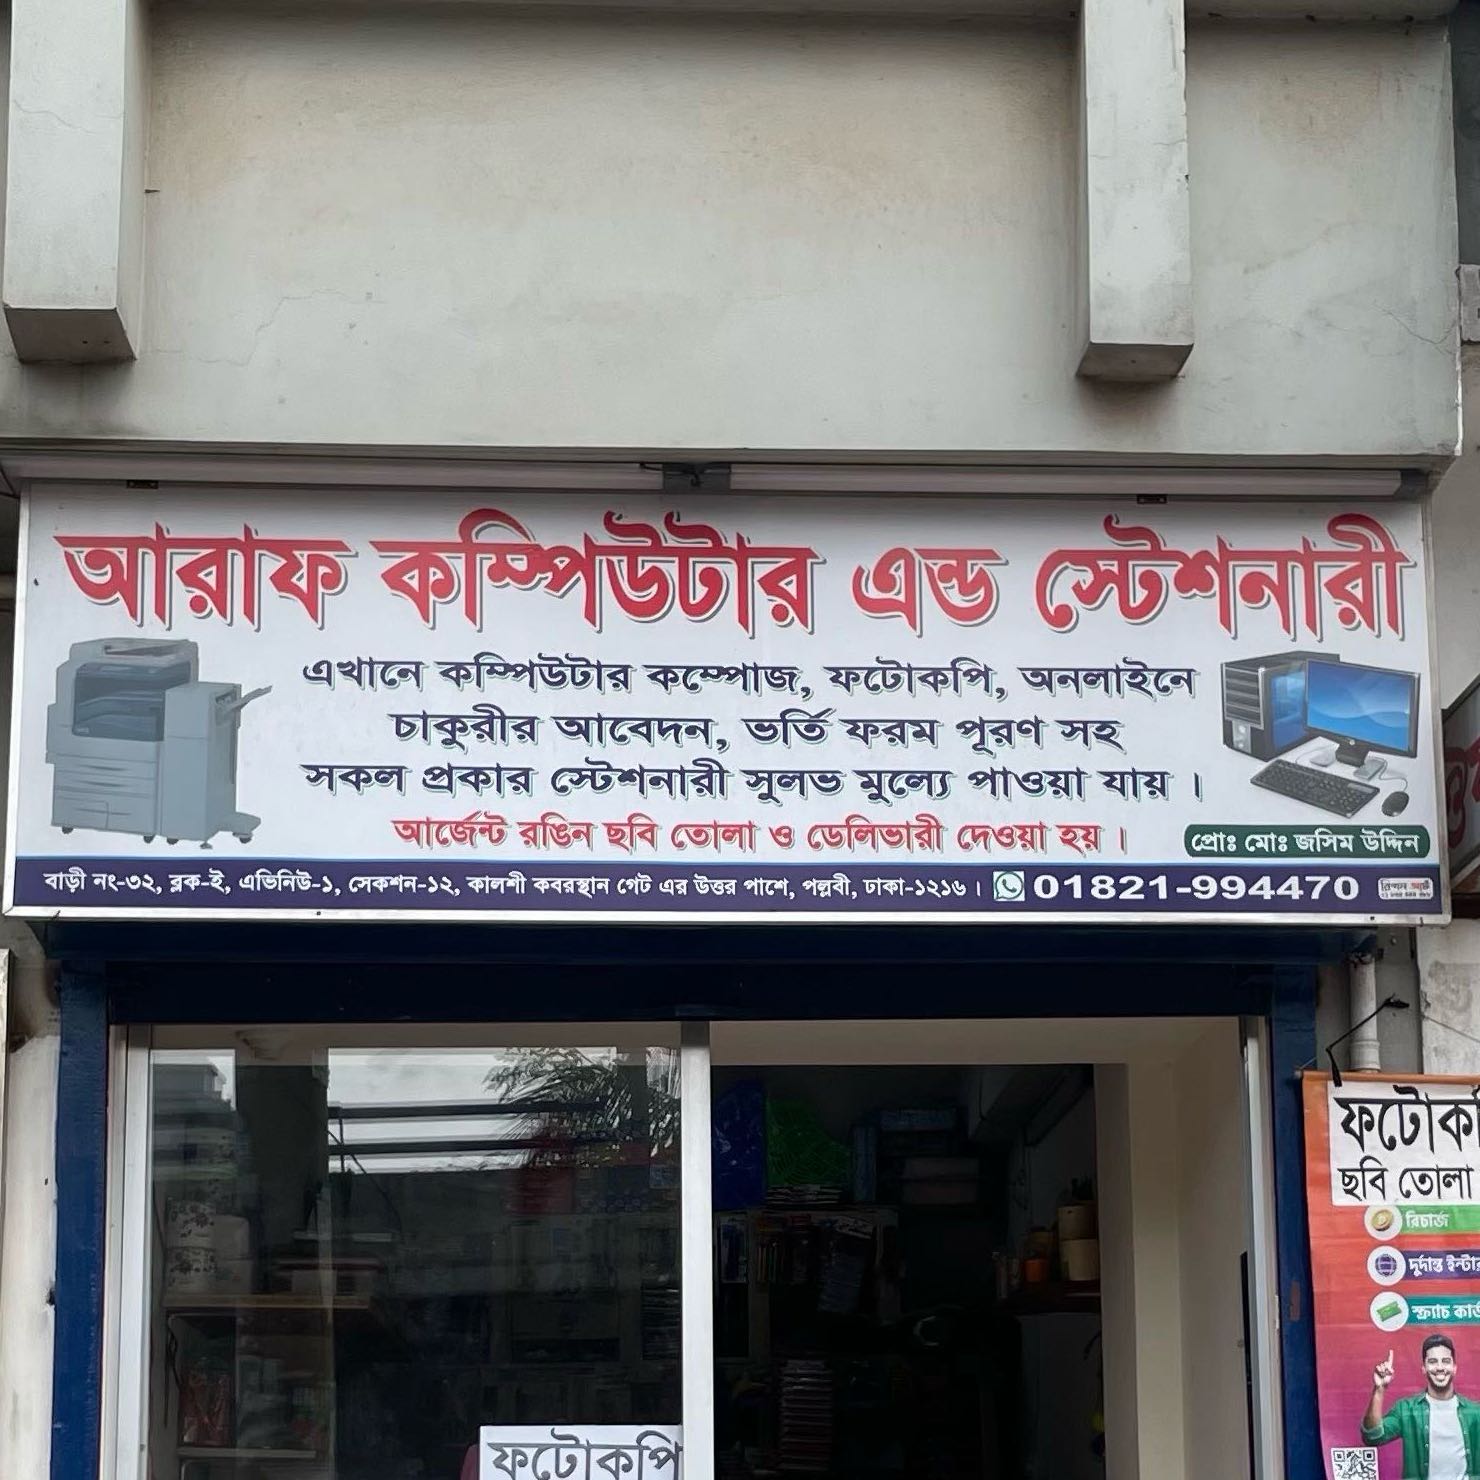 আরাফ কম্পিউটার এন্ড স্টেশনারী
এখানে কম্পিউটার কম্পোজ, ফটোকপি, অনলাইনে
চাকুরীর আবেদন, ভর্তি ফরম পূরণ সহ
সকল প্রকার স্টেশনারী সুলভ মুল্যে পাওয়া যায় ।
আর্জেন্ট রঙিন ছবি তোলা ও ডেলিভারী দেওয়া হয় ।
প্রোঃ মোঃ জসিম উদ্দিন
বাড়ী নং-৩২, ব্লক-ই, এভিনিউ-১, সেকশন-১২, কালশী কবরস্থান গেট এর উত্তর পাশে, পল্লবী, ঢাকা-১২১৬ । 01821-994470
ফটোকপি
ছবি তোলা
রিচার্জ
দুর্দান্ত
স্ক্র্যাচ কার্ড
ফটোকপি